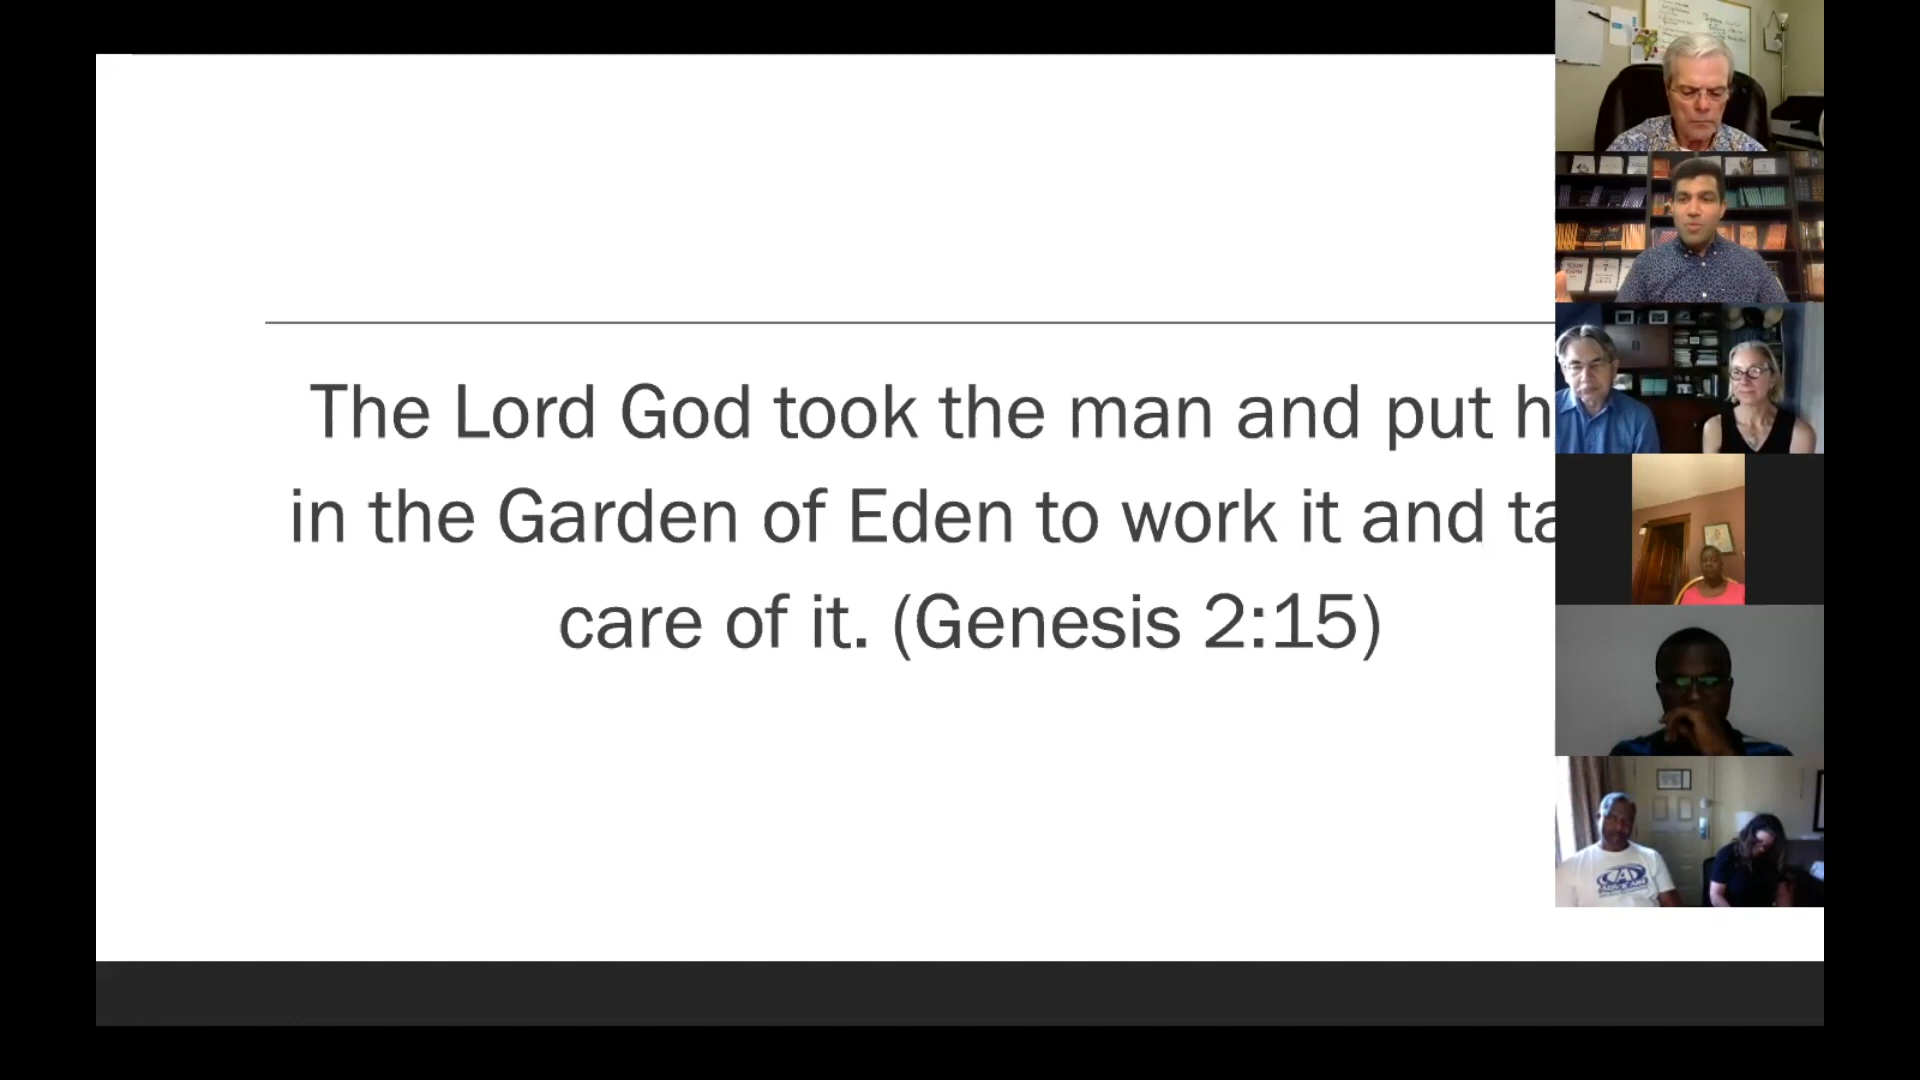 The Lord God took the man and put h
in the Garden of Eden to work it and ta
care of it. (Genesis 2:15)